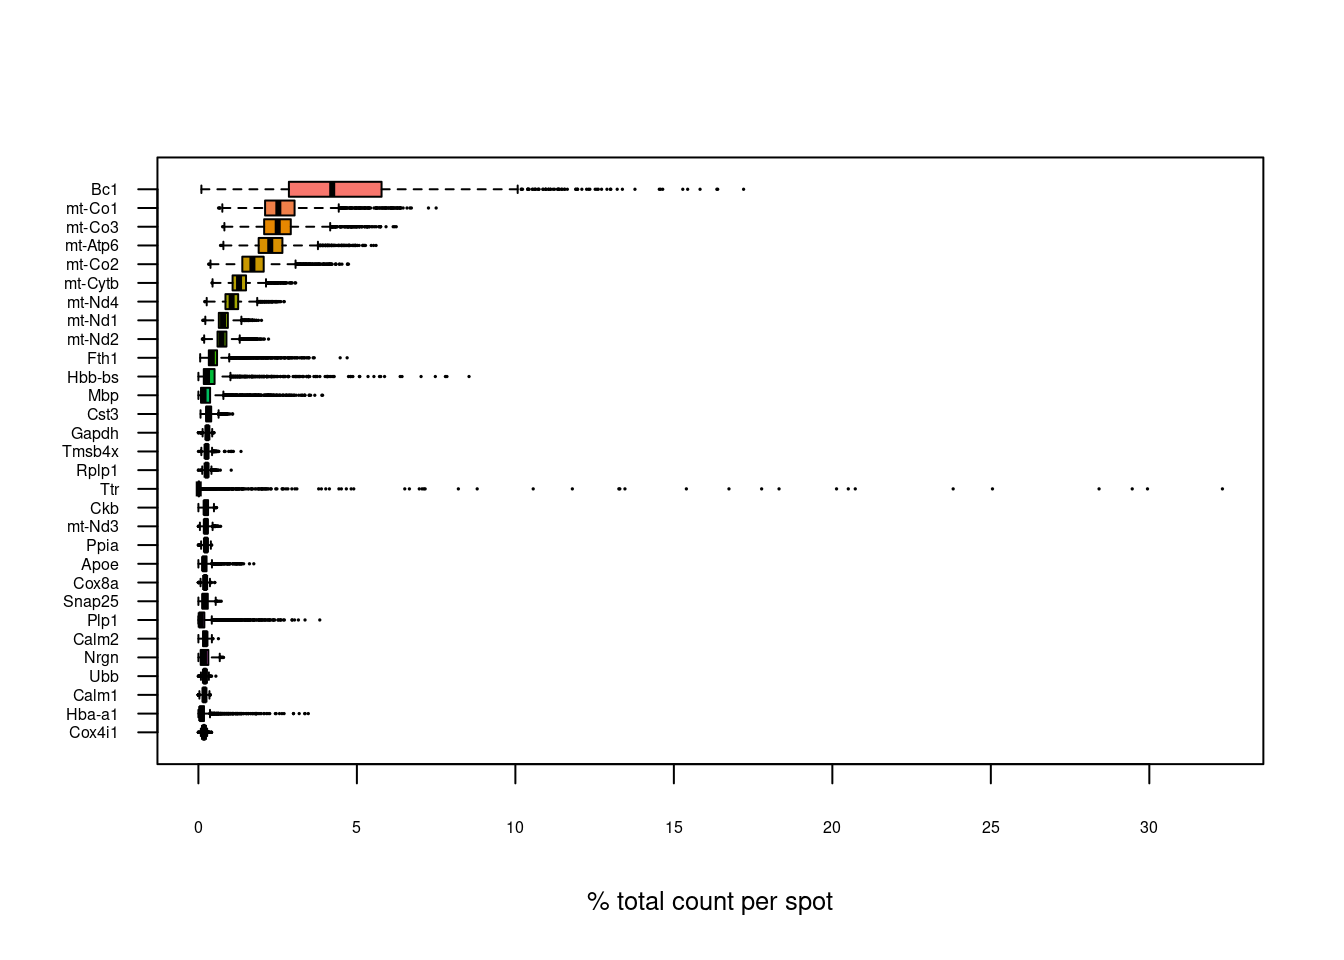 Bc1
mt-Co1
mt-Co3
mt-Atp6
mt-Co2
mt-Cytb
mt-Nd4
mt-Nd1
mt-Nd2
Fth1
Hbb-bs
Mbp
Cst3
Gapdh
Tmsb4x
Rplp1
Ttr
Ckb
mt-Nd3
Ppia
Apoe
Cox8a
Snap25
Plp1
Calm2
Nrgn
Ubb
Calm1
Hba-a1
Cox4i1
0 5 10 15 20 25 30
% total count per spot